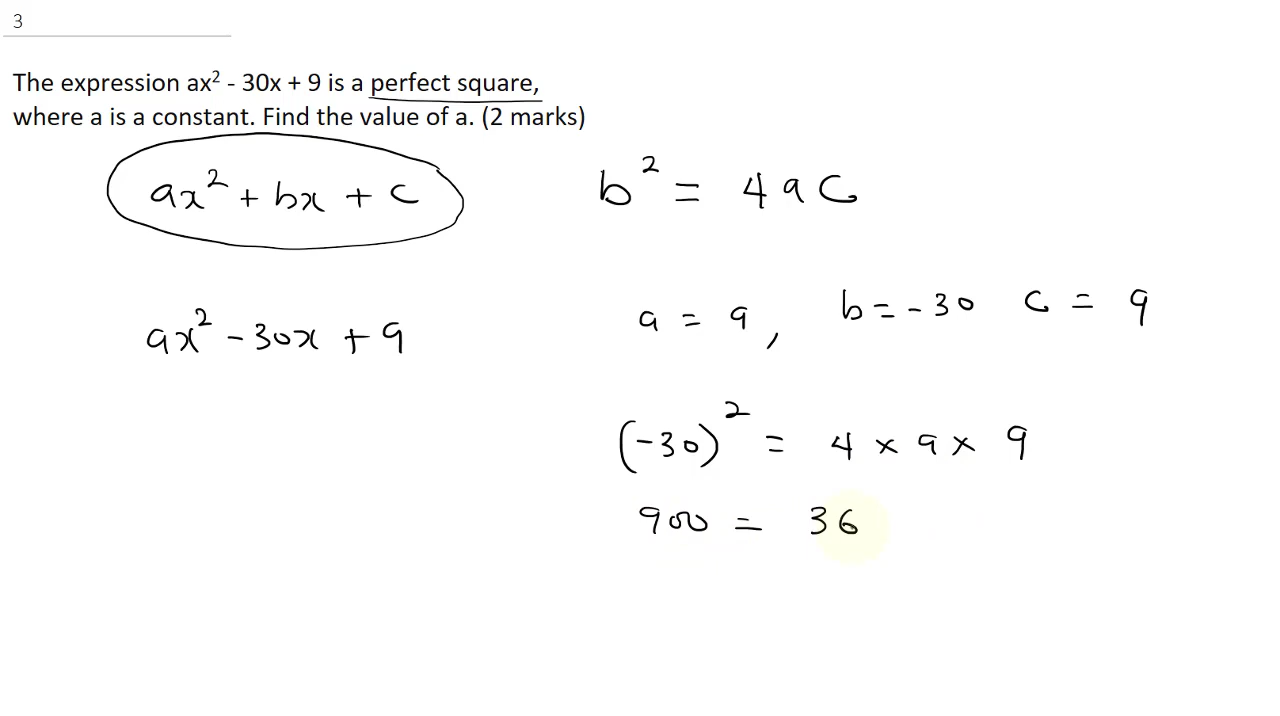 3
The expression ax² - 30x + 9 is a perfect square,
where a is a constant. Find the value of a. (2 marks)
ax² + bx + c
b² = 4ac
ax² - 30x + 9
a = a, b = -30 c = 9
(-30)² = 4 × a × 9
900 = 36